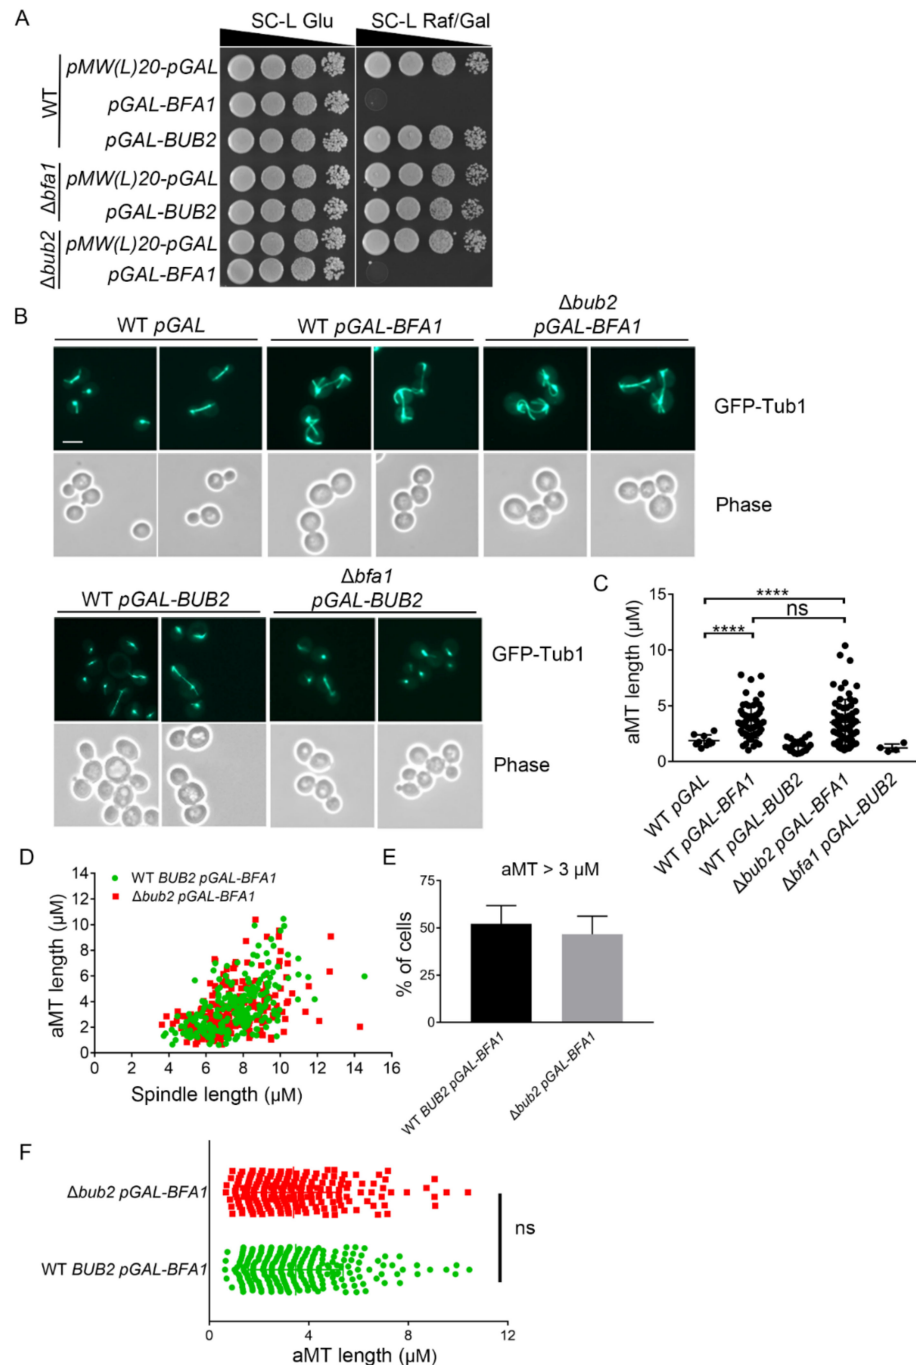 A
SC-L Glu
SC-L Raf/Gal
WT
pMW(L)20-pGAL
pGAL-BFA1
pGAL-BUB2
Δbfa1
pMW(L)20-pGAL
pGAL-BUB2
Δbub2
pMW(L)20-pGAL
pGAL-BFA1
B
WT pGAL
WT pGAL-BFA1
Δbub2
pGAL-BFA1
GFP-Tub1
Phase
WT pGAL-BUB2
Δbfa1
pGAL-BUB2
GFP-Tub1
Phase
C
aMT length (µM)
15
10
5
0
****
****
ns
WT pGAL
WT pGAL-BFA1
WT pGAL-BUB2
Δbub2 pGAL-BFA1
Δbfa1 pGAL-BUB2
D
WT BUB2 pGAL-BFA1
Δbub2 pGAL-BFA1
aMT length (µM)
14
12
10
8
6
4
2
0
0 2 4 6 8 10 12 14 16
Spindle length (µM)
E
aMT > 3 µM
% of cells
75
50
25
0
WT BUB2 pGAL-BFA1
Δbub2 pGAL-BFA1
F
Δbub2 pGAL-BFA1
WT BUB2 pGAL-BFA1
ns
0 4 8 12
aMT length (µM)